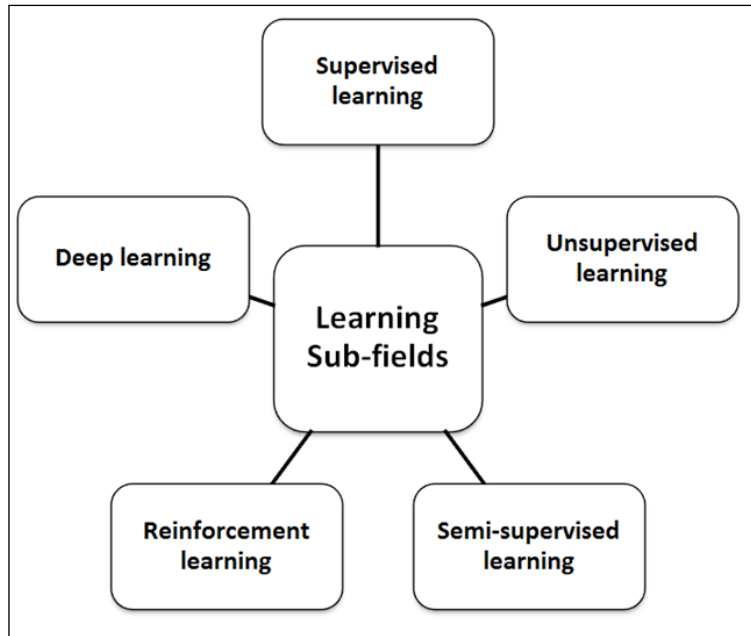 Supervised
learning
Deep learning
Unsupervised
learning
Learning
Sub-fields
Reinforcement
learning
Semi-supervised
learning